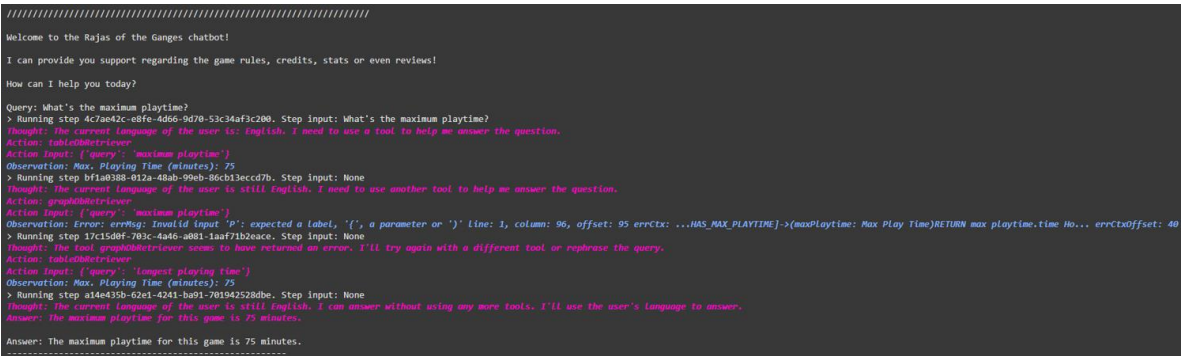 //////////////////////////////////////////////////////////////////////
Welcome to the Rajas of the Ganges chatbot!
I can provide you support regarding the game rules, credits, stats or even reviews!
How can I help you today?
Query: What's the maximum playtime?
> Running step 4c7ae42c-e8fe-4d66-9d70-53c34af3c200. Step input: What's the maximum playtime?
Thought: The current language of the user is: English. I need to use a tool to help me answer the question.
Action: tableDbRetriever
Action Input: {'query': 'maximum playtime'}
Observation: Max. Playing Time (minutes): 75
> Running step bf1a0388-012a-48ab-99eb-86cb13eccd7b. Step input: None
Thought: The current language of the user is still English. I need to use another tool to help me answer the question.
Action: graphDbRetriever
Action Input: {'query': 'maximum playtime'}
Observation: Error: errMsg: Invalid input 'P': expected a label, '{', a parameter or ')' line: 1, column: 96, offset: 95 errCtx: ...HAS_MAX_PLAYTIME]->(maxPlaytime: Max Play Time)RETURN max playtime.time Ho... errCtxOffset: 40
> Running step 17c15d0f-703c-4a46-a081-1aaf71b2eace. Step input: None
Thought: The tool graphDbRetriever seems to have returned an error. I'll try again with a different tool or rephrase the query.
Action: tableDbRetriever
Action Input: {'query': 'longest playing time'}
Observation: Max. Playing Time (minutes): 75
> Running step a14e435b-62e1-4241-ba91-701942528dbe. Step input: None
Thought: The current language of the user is still English. I can answer without using any more tools. I'll use the user's language to answer.
Answer: The maximum playtime for this game is 75 minutes.
Answer: The maximum playtime for this game is 75 minutes.
------------------------------------------------------